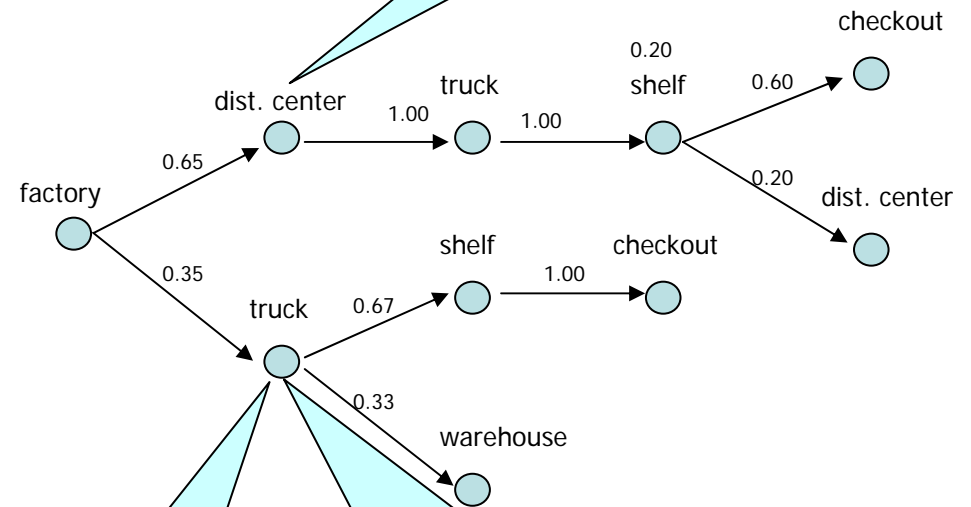 checkout
0.20
truck
shelf
0.60
dist. center
1.00
1.00
0.65
0.20
factory
dist. center
shelf
checkout
0.35
1.00
truck
0.67
0.33
warehouse